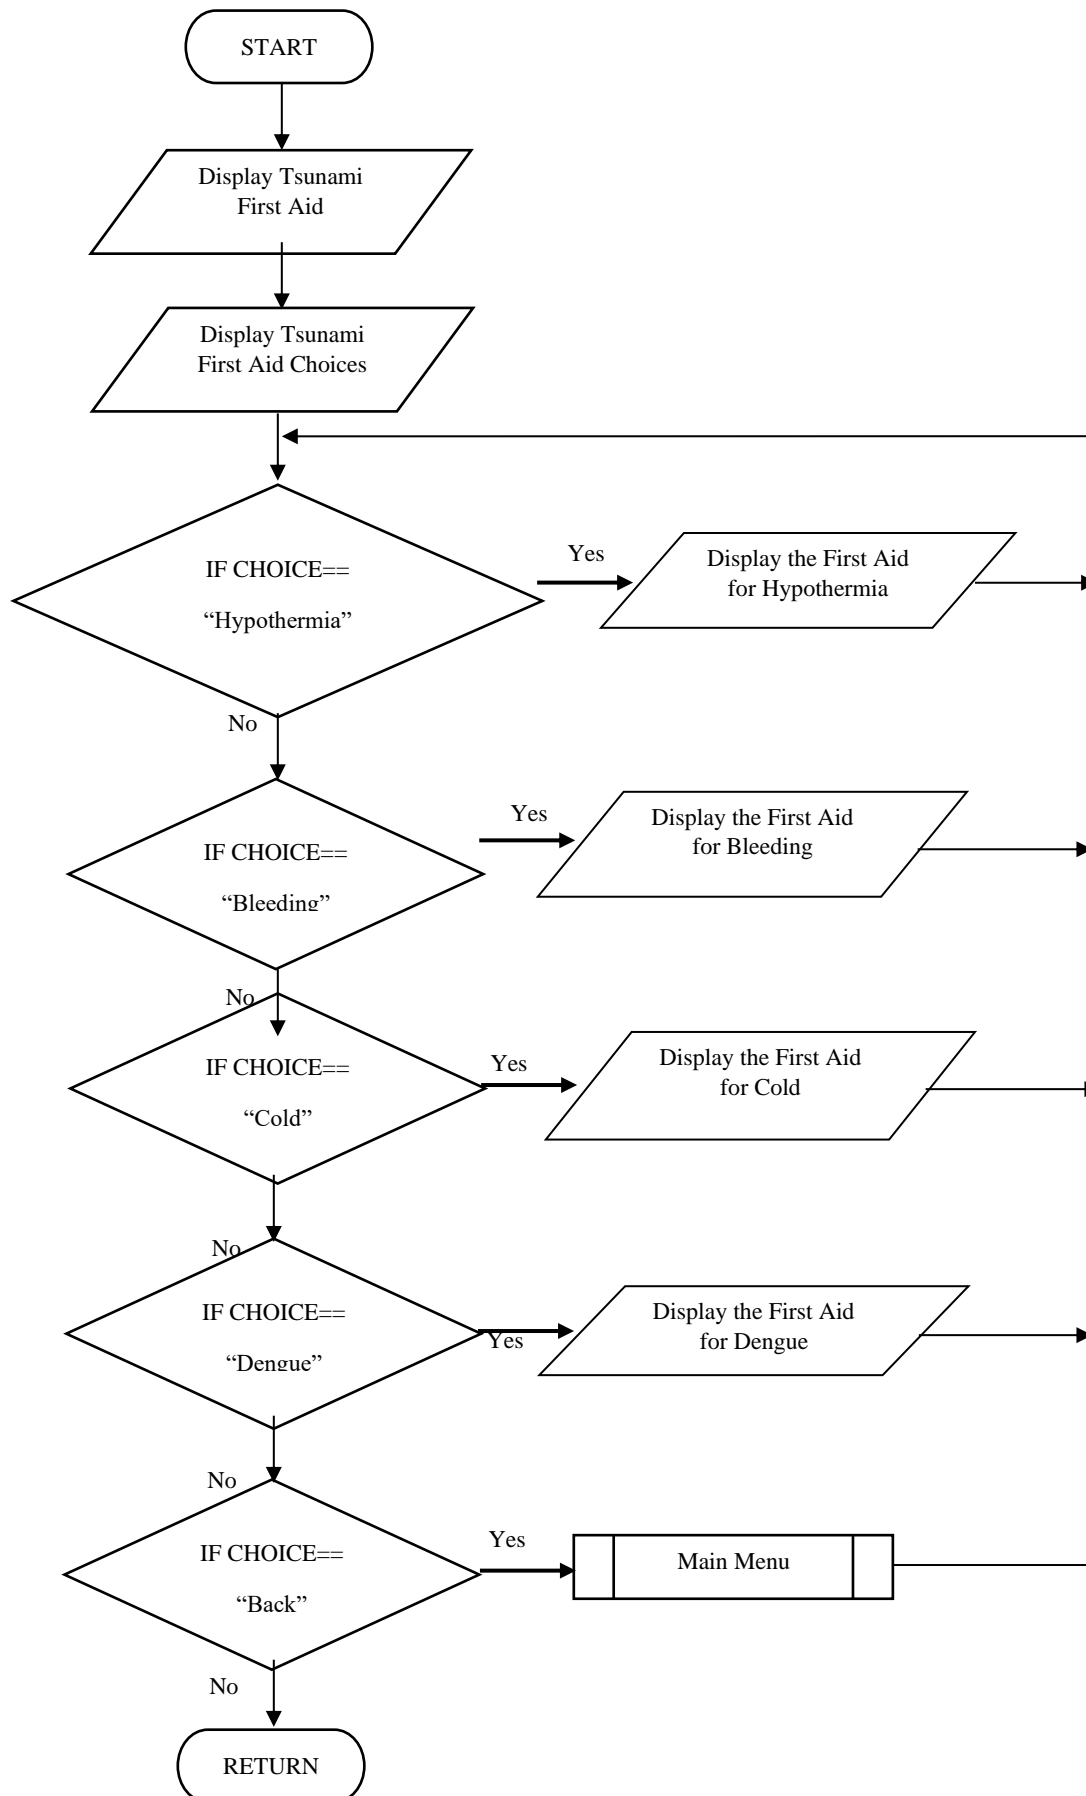 START
Display Tsunami
First Aid
Display Tsunami
First Aid Choices
IF CHOICE==
“Hypothermia”
Yes
Display the First Aid
for Hypothermia
No
IF CHOICE==
“Bleeding”
Yes
Display the First Aid
for Bleeding
No
IF CHOICE==
“Cold”
Yes
Display the First Aid
for Cold
No
IF CHOICE==
“Dengue”
Yes
Display the First Aid
for Dengue
No
IF CHOICE==
“Back”
Yes
Main Menu
No
RETURN